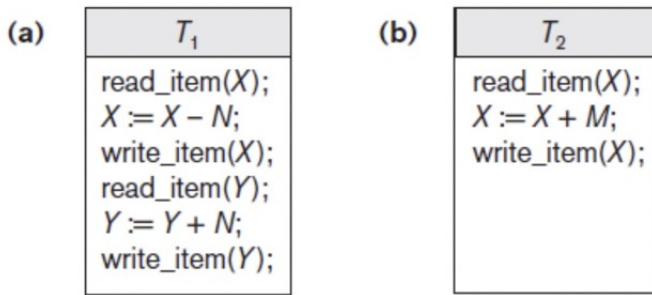 (a)
T₁
read_item(X);
X := X – N;
write_item(X);
read_item(Y);
Y := Y + N;
write_item(Y);
(b)
T₂
read_item(X);
X := X + M;
write_item(X);